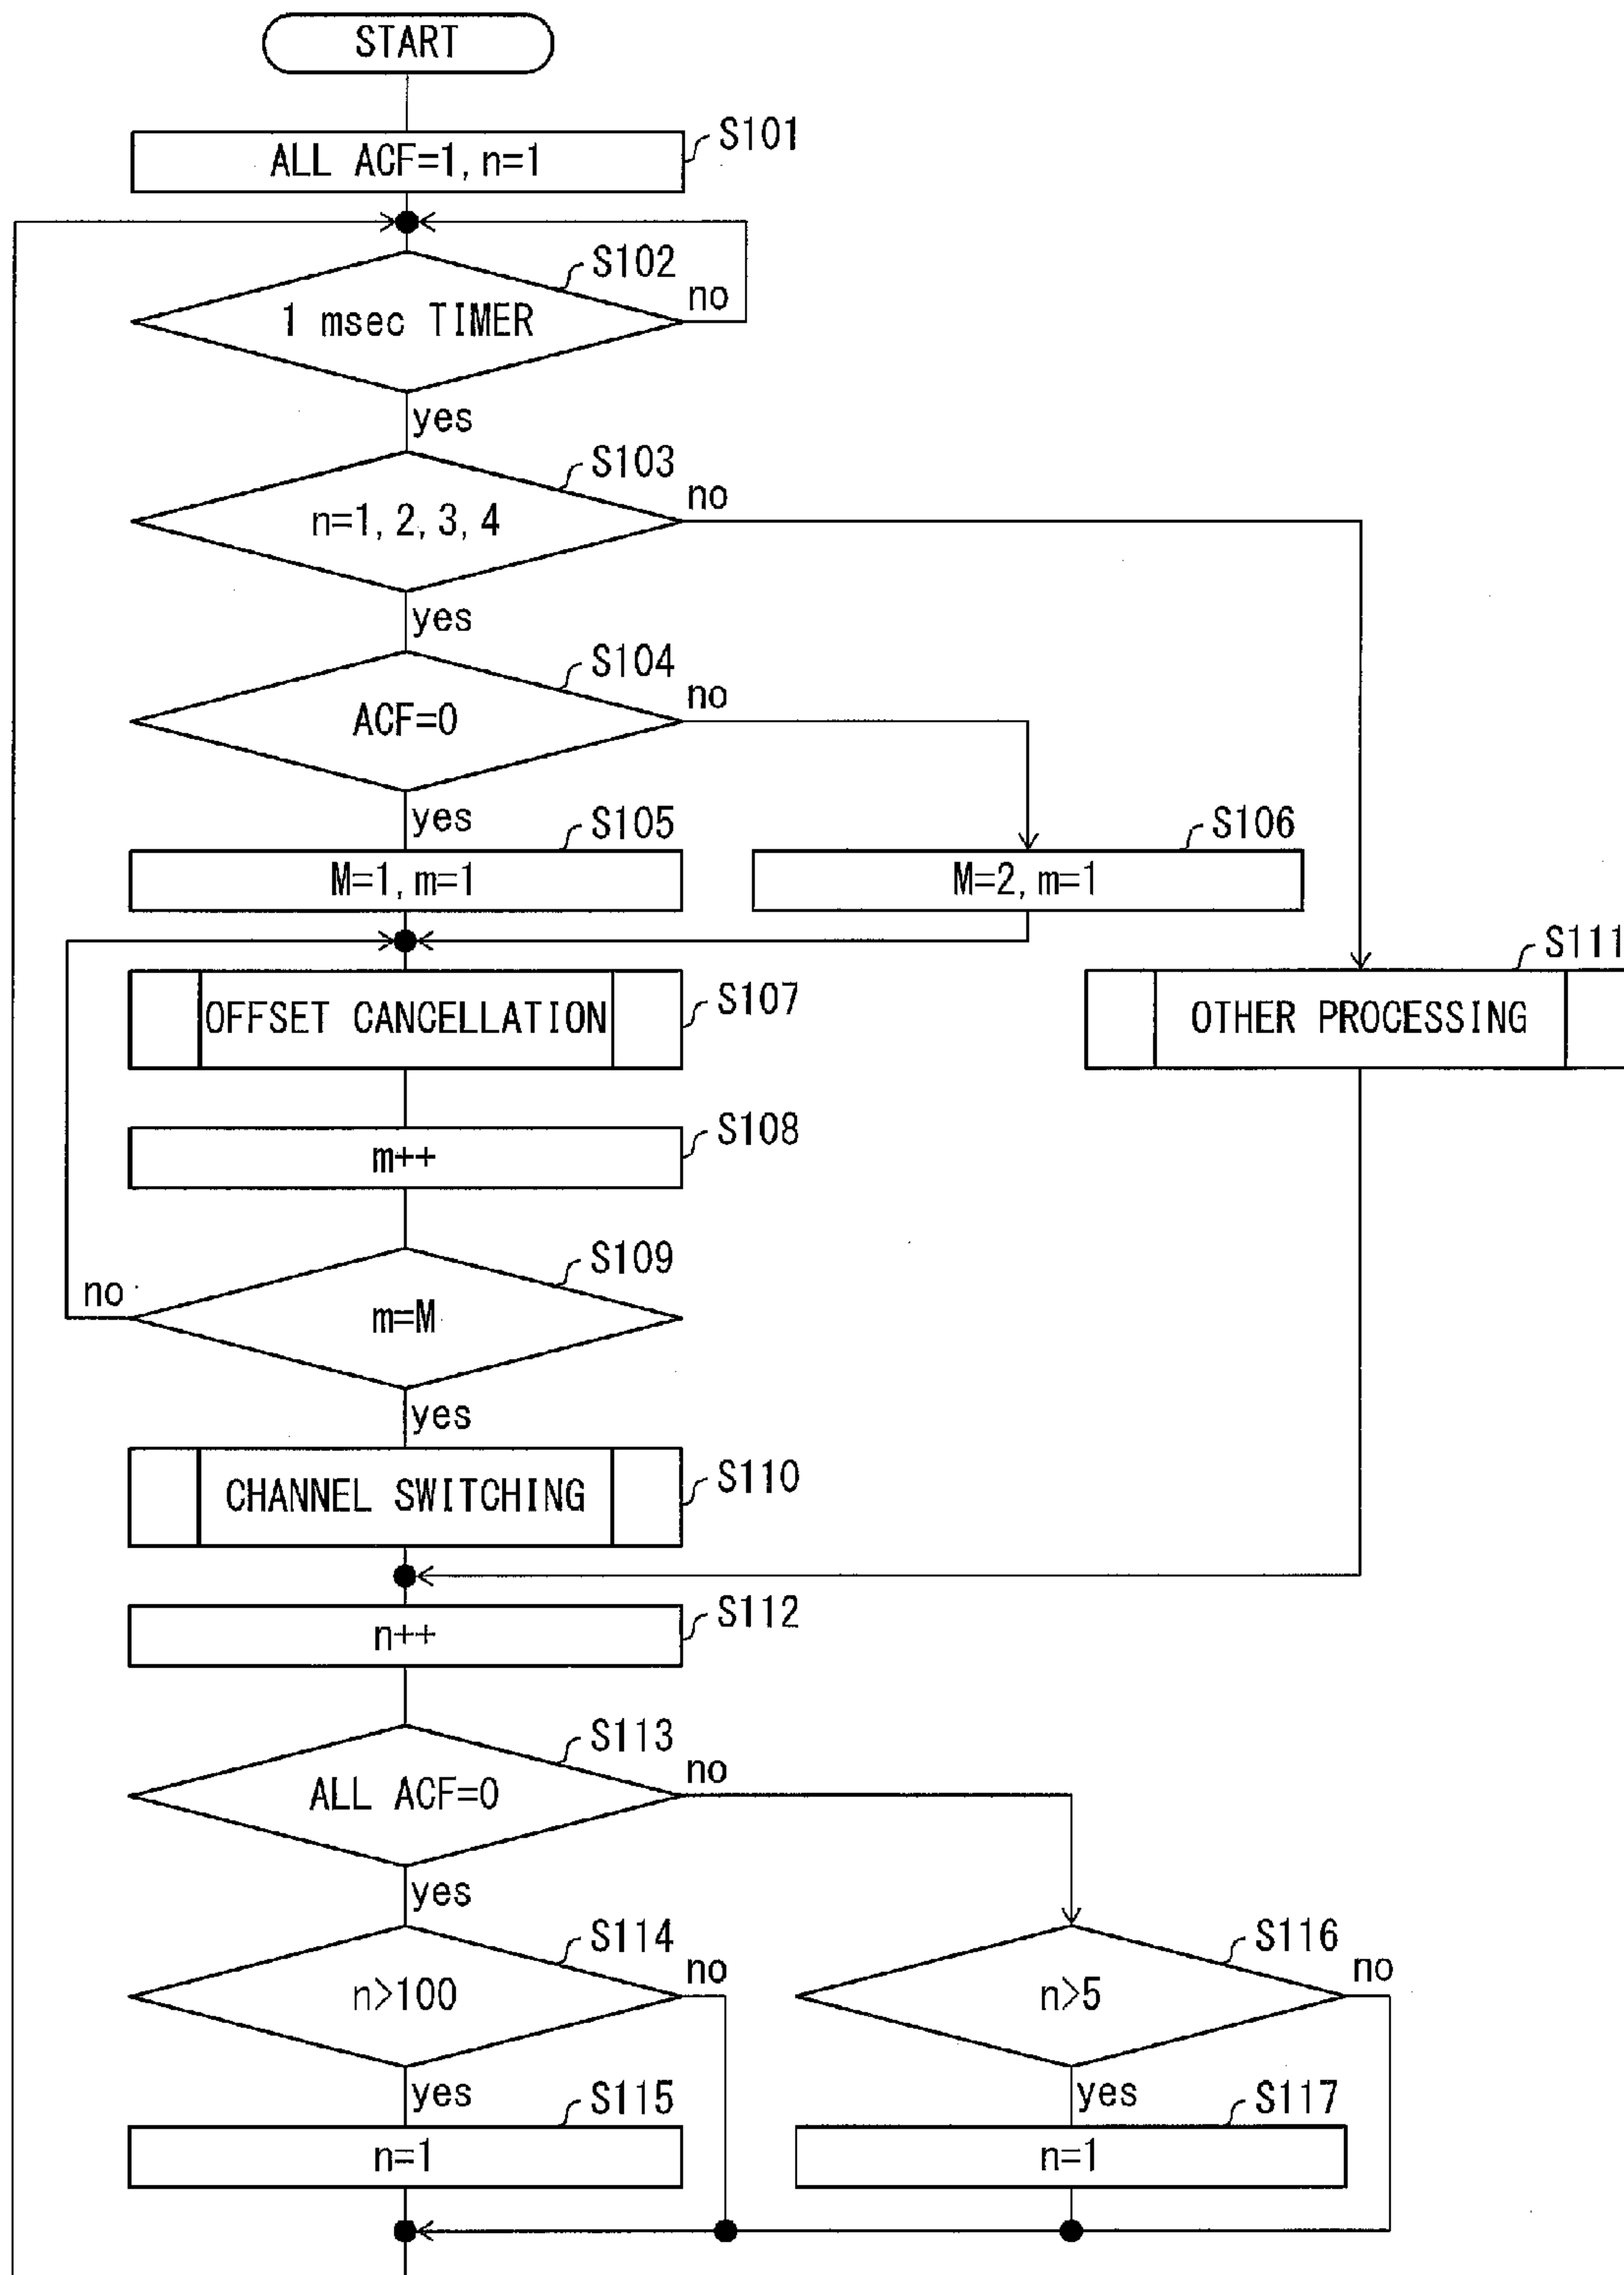 START
S101
ALL ACF=1, n=1
S102
1 msec TIMER
no
yes
S103
n=1, 2, 3, 4
no
yes
S104
ACF=0
no
yes
S105
M=1, m=1
S106
M=2, m=1
S107
OFFSET CANCELLATION
S111
OTHER PROCESSING
S108
m++
S109
m=M
no
yes
S110
CHANNEL SWITCHING
S112
n++
S113
ALL ACF=0
no
yes
S114
n>100
no
yes
S116
n>5
no
yes
S115
n=1
S117
n=1